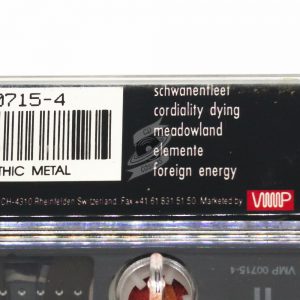 0715-4
THIC METAL
schwanenfleet
cordiality dying
meadowland
elemente
foreign energy
CH-4310 Rheinfelden Switzerland. Fax +41 61 831 51 50. Marketed by VMP
VMP 00715-4